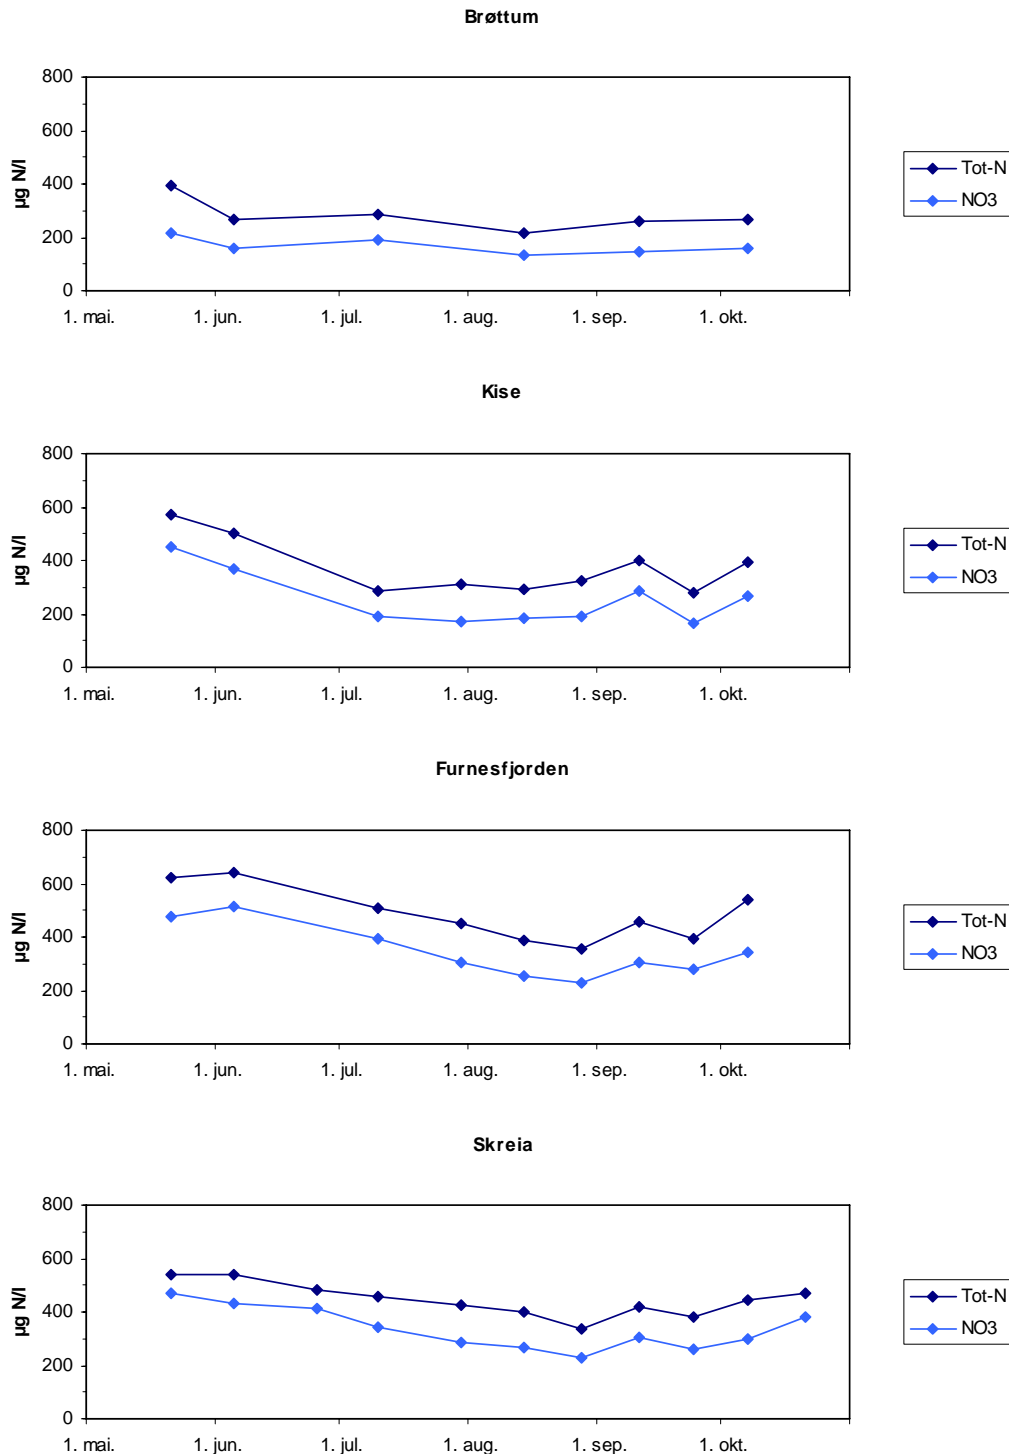 Brøttum
800
600
400
200
0
µg N/l
1. mai. 1. jun. 1. jul. 1. aug. 1. sep. 1. okt.
Tot-N
NO3
Kise
800
600
400
200
0
µg N/l
1. mai. 1. jun. 1. jul. 1. aug. 1. sep. 1. okt.
Tot-N
NO3
Furnesfjorden
800
600
400
200
0
µg N/l
1. mai. 1. jun. 1. jul. 1. aug. 1. sep. 1. okt.
Tot-N
NO3
Skreia
800
600
400
200
0
µg N/l
1. mai. 1. jun. 1. jul. 1. aug. 1. sep. 1. okt.
Tot-N
NO3